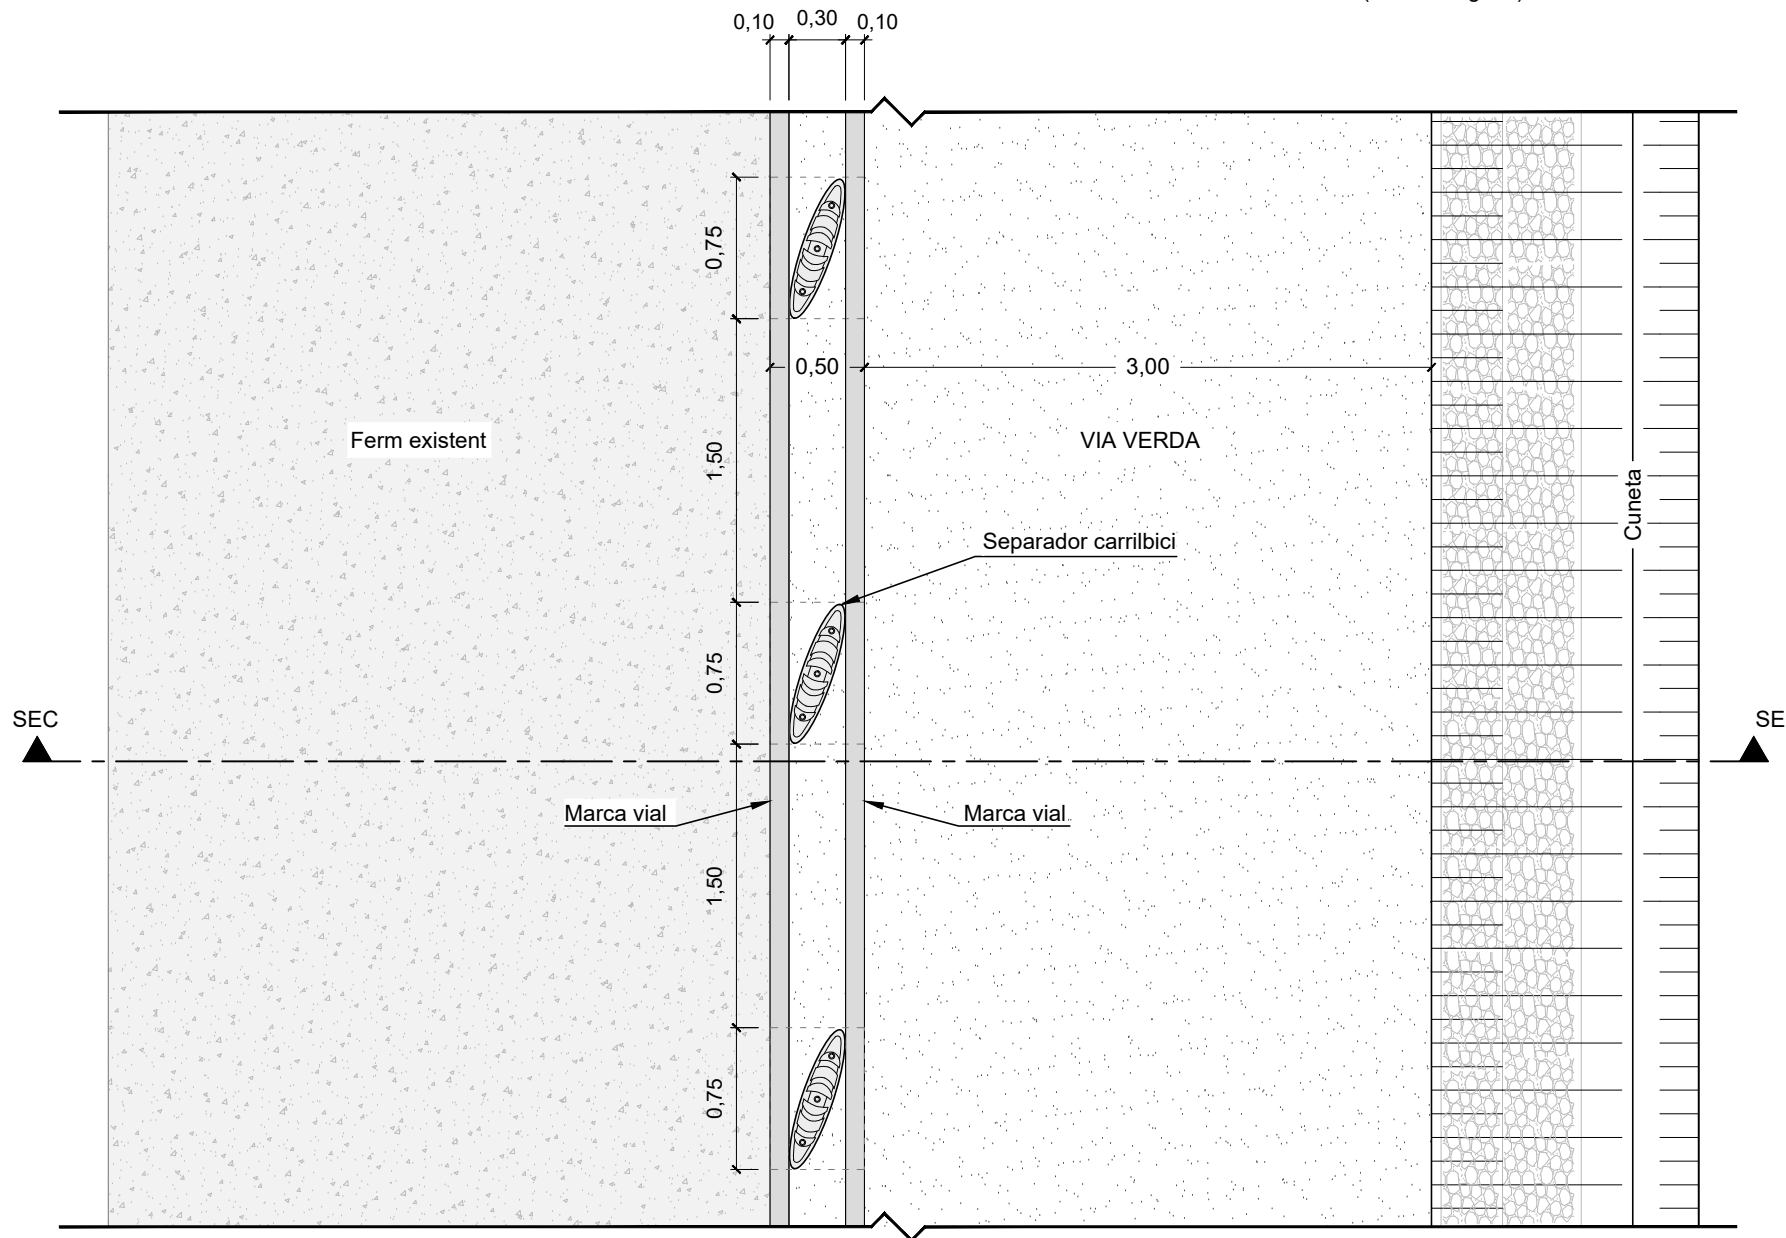 0,10 0,30 0,10
0,75
0,50 3,00
Ferm existent
VIA VERDA
1,50
Cuneta
Separador carrilbici
0,75
SEC
SE
Marca vial
Marca vial
1,50
0,75